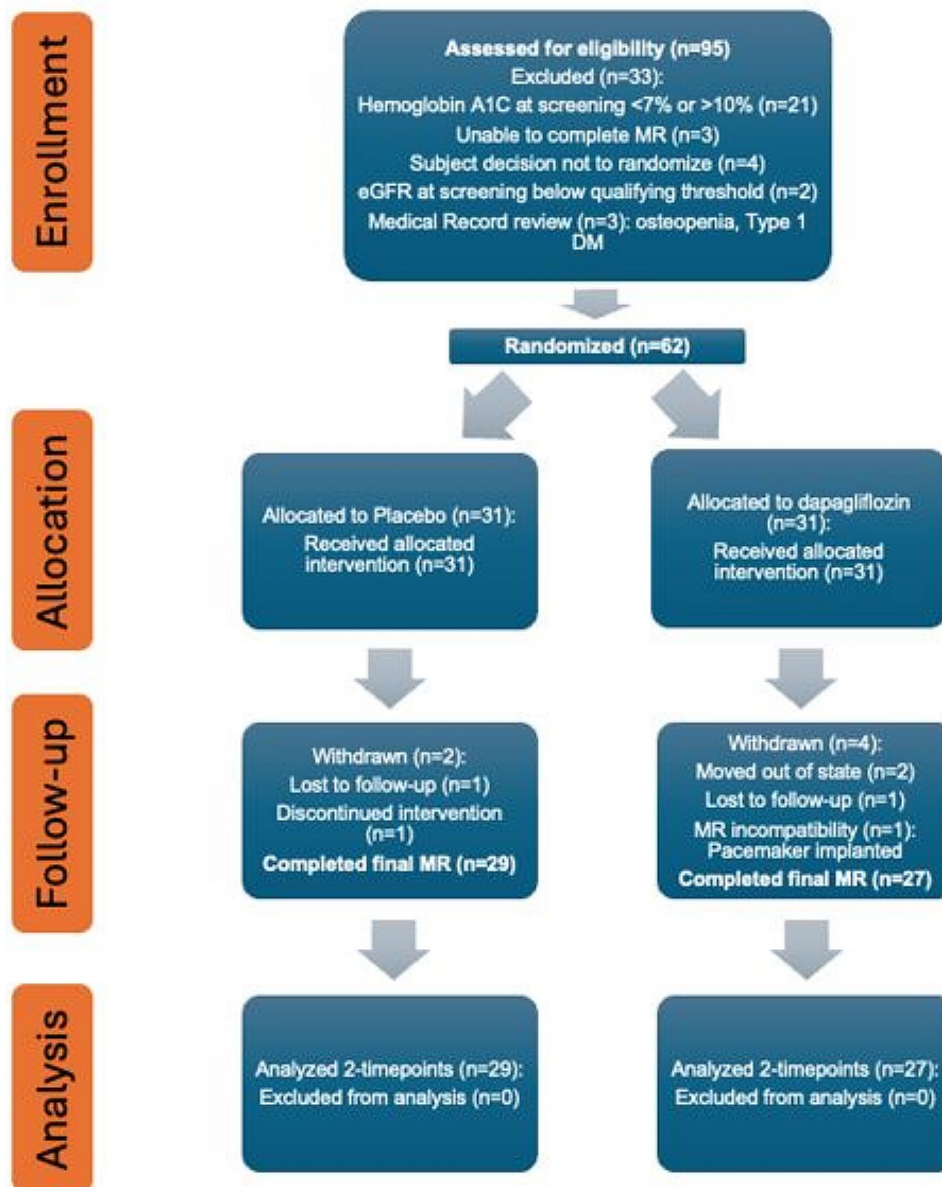 Enrollment
Assessed for eligibility (n=95)
Excluded (n=33):
Hemoglobin A1C at screening <7% or >10% (n=21)
Unable to complete MR (n=3)
Subject decision not to randomize (n=4)
eGFR at screening below qualifying threshold (n=2)
Medical Record review (n=3): osteopenia, Type 1
DM
Randomized (n=62)
Allocation
Allocated to Placebo (n=31):
Received allocated
intervention (n=31)
Allocated to dapagliflozin
(n=31):
Received allocated
intervention (n=31)
Follow-up
Withdrawn (n=2):
Lost to follow-up (n=1)
Discontinued intervention
(n=1)
Completed final MR (n=29)
Withdrawn (n=4):
Moved out of state (n=2)
Lost to follow-up (n=1)
MR incompatibility (n=1):
Pacemaker implanted
Completed final MR (n=27)
Analysis
Analyzed 2-timepoints (n=29):
Excluded from analysis (n=0)
Analyzed 2-timepoints (n=27):
Excluded from analysis (n=0)